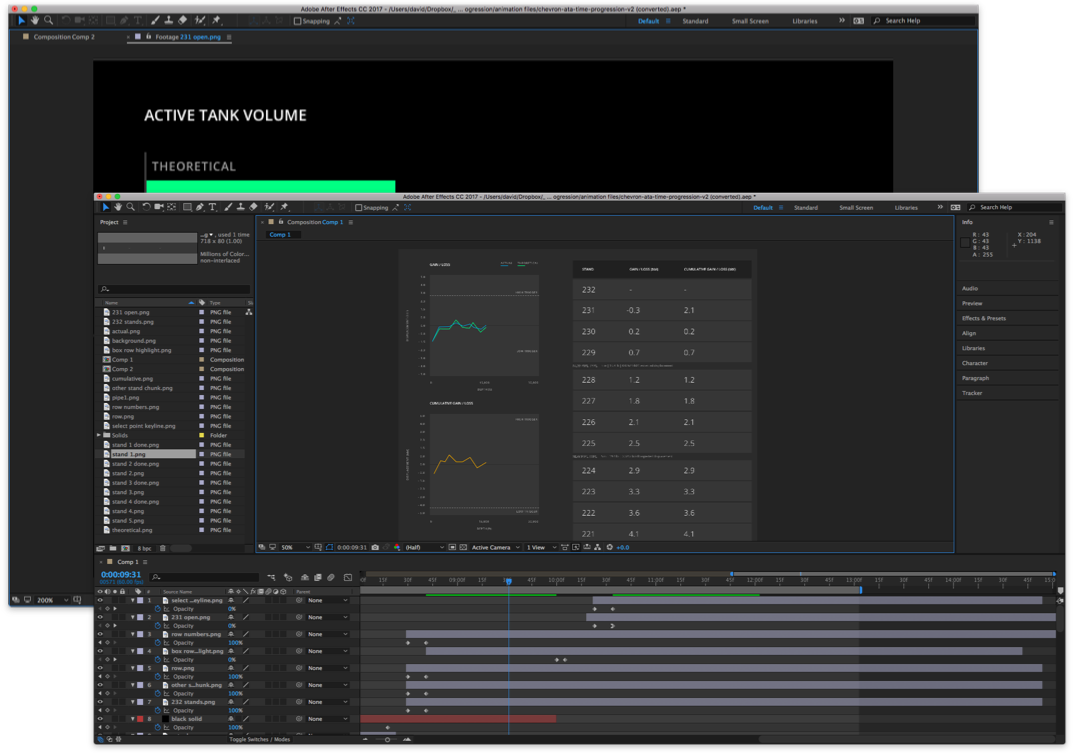 Adobe After Effects CC 2017 - /Users/david/Dropbox/_ ... ogression/animation files/chevron-ata-time-progression-v2 (converted).aep *
Snapping
Default
Standard
Small Screen
Libraries
Search Help
Composition Comp 2
Footage 231 open.png
ACTIVE TANK VOLUME
THEORETICAL
200%
Adobe After Effects CC 2017 - /Users/david/Dropbox/_ ... ogression/animation files/chevron-ata-time-progression-v2 (converted).aep *
Snapping
Default
Standard
Small Screen
Libraries
Search Help
Project
Composition Comp 1
Info
Comp 1
...g ▾, used 1 time
718 x 80 (1.00)
Millions of Color...
non-interlaced
R : 43
G : 43
B : 43
A : 255
X : 204
Y : 1138
Audio
Preview
Effects & Presets
Align
Libraries
Character
Paragraph
Tracker
Name Type
231 open.png PNG file
232 stands.png PNG file
actual.png PNG file
background.png PNG file
box row highlight.png PNG file
Comp 1 Composition
Comp 2 Composition
cumulative.png PNG file
other stand chunk.png PNG file
pipe1.png PNG file
row numbers.png PNG file
row.png PNG file
select point keyline.png PNG file
Solids Folder
stand 1 done.png PNG file
stand 1.png PNG file
stand 2 done.png PNG file
stand 2.png PNG file
stand 3 done.png PNG file
stand 3.png PNG file
stand 4 done.png PNG file
stand 4.png PNG file
stand 5.png PNG file
theoretical.png PNG file
8 bpc
GAIN / LOSS
CUMULATIVE GAIN / LOSS
STAND GAIN / LOSS (bbl) CUMULATIVE GAIN / LOSS (bbl)
232 - -
231 -0.3 2.1
230 0.2 0.2
229 0.7 0.7
228 1.2 1.2
227 1.8 1.8
226 2.1 2.1
225 2.5 2.5
224 2.9 2.9
223 3.3 3.3
222 3.6 3.6
221 4.1 4.1
50%
0:00:09:31
(Half)
Active Camera
1 View
+0.0
Comp 1
0:00:09:31
00571 (60.00 fps)
# Source Name Parent
0f 15f 30f 45f 09:00f 15f 30f 45f 10:00f 15f 30f 45f 11:00f 15f 30f 45f 12:00f 15f 30f 45f 13:00f 15f 30f 45f 14:00f 15f 30f 45f
1 select ...eyline.png None
Opacity 0%
2 231 open.png None
Opacity 0%
3 row numbers.png None
Opacity 100%
4 box row...light.png None
Opacity 0%
5 row.png None
Opacity 100%
6 other s...hunk.png None
Opacity 100%
7 232 stands.png None
Opacity 100%
8 black solid None
Opacity 100%
Toggle Switches / Modes